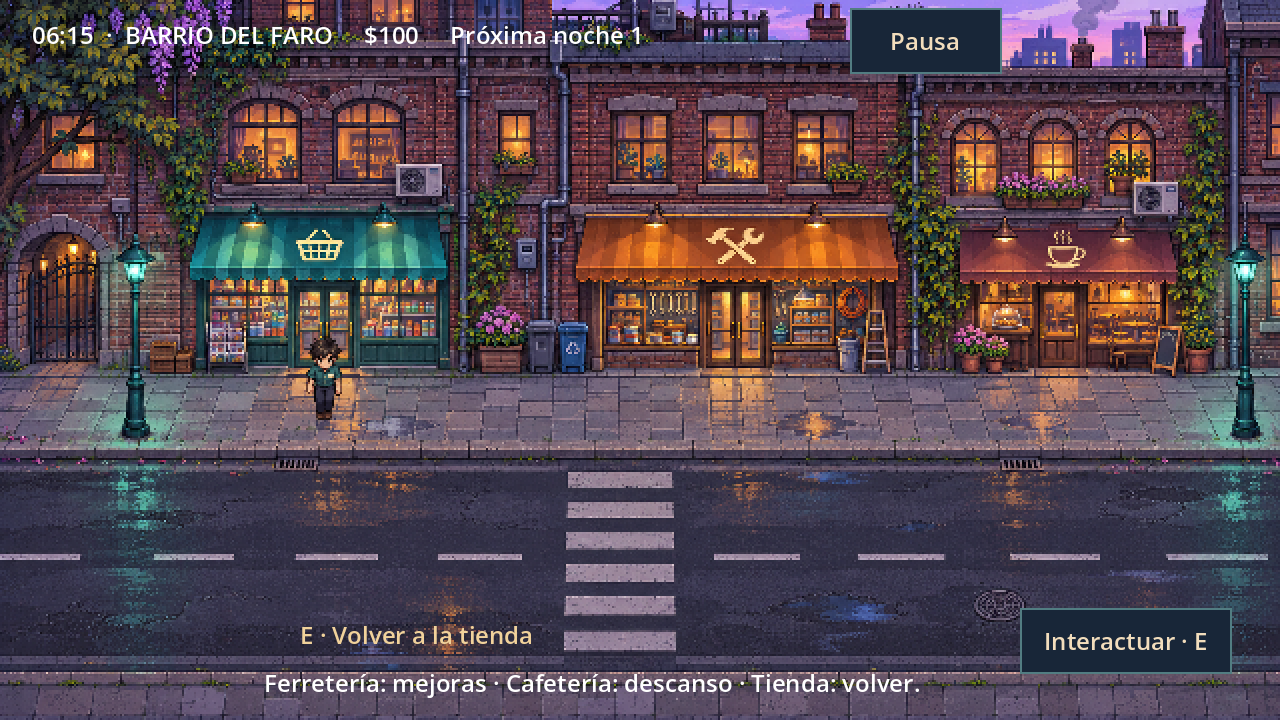 06:15 · BARRIO DEL FARO $100 Próxima noche 1
Pausa
E · Volver a la tienda
Interactuar · E
Ferretería: mejoras · Cafetería: descanso · Tienda: volver.